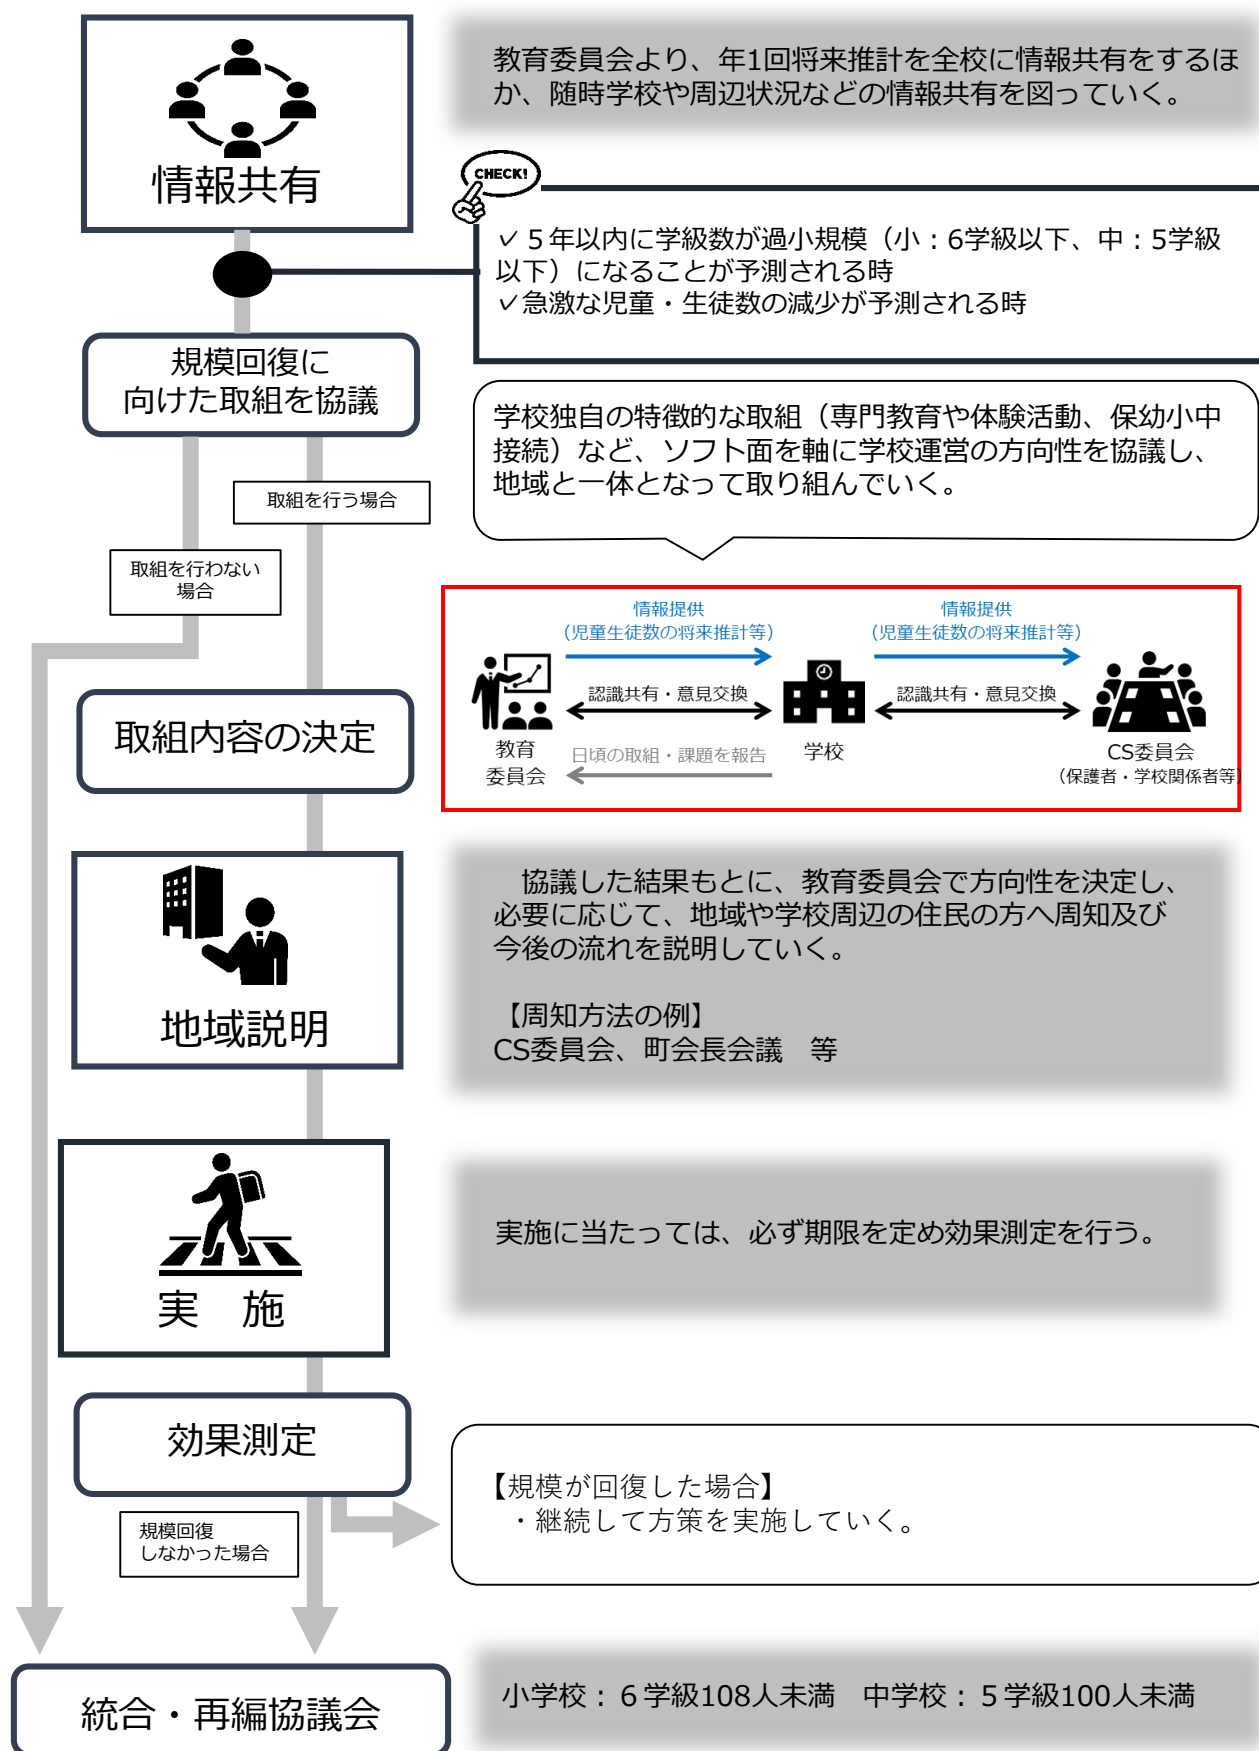 情報共有
教育委員会より、年1回将来推計を全校に情報共有をするほ
か、随時学校や周辺状況などの情報共有を図っていく。
CHECK!
✓５年以内に学級数が過小規模（小：6学級以下、中：5学級
以下）になることが予測される時
✓急激な児童・生徒数の減少が予測される時
規模回復に
向けた取組を協議
学校独自の特徴的な取組（専門教育や体験活動、保幼小中
接続）など、ソフト面を軸に学校運営の方向性を協議し、
地域と一体となって取り組んでいく。
取組を行う場合
取組を行わない
場合
情報提供
（児童生徒数の将来推計等）
情報提供
（児童生徒数の将来推計等）
認識共有・意見交換
認識共有・意見交換
日頃の取組・課題を報告
教育
委員会
学校
CS委員会
（保護者・学校関係者等）
取組内容の決定
地域説明
協議した結果もとに、教育委員会で方向性を決定し、
必要に応じて、地域や学校周辺の住民の方へ周知及び
今後の流れを説明していく。
【周知方法の例】
CS委員会、町会長会議　等
実　施
実施に当たっては、必ず期限を定め効果測定を行う。
効果測定
【規模が回復した場合】
・継続して方策を実施していく。
規模回復
しなかった場合
統合・再編協議会
小学校：６学級108人未満　中学校：５学級100人未満